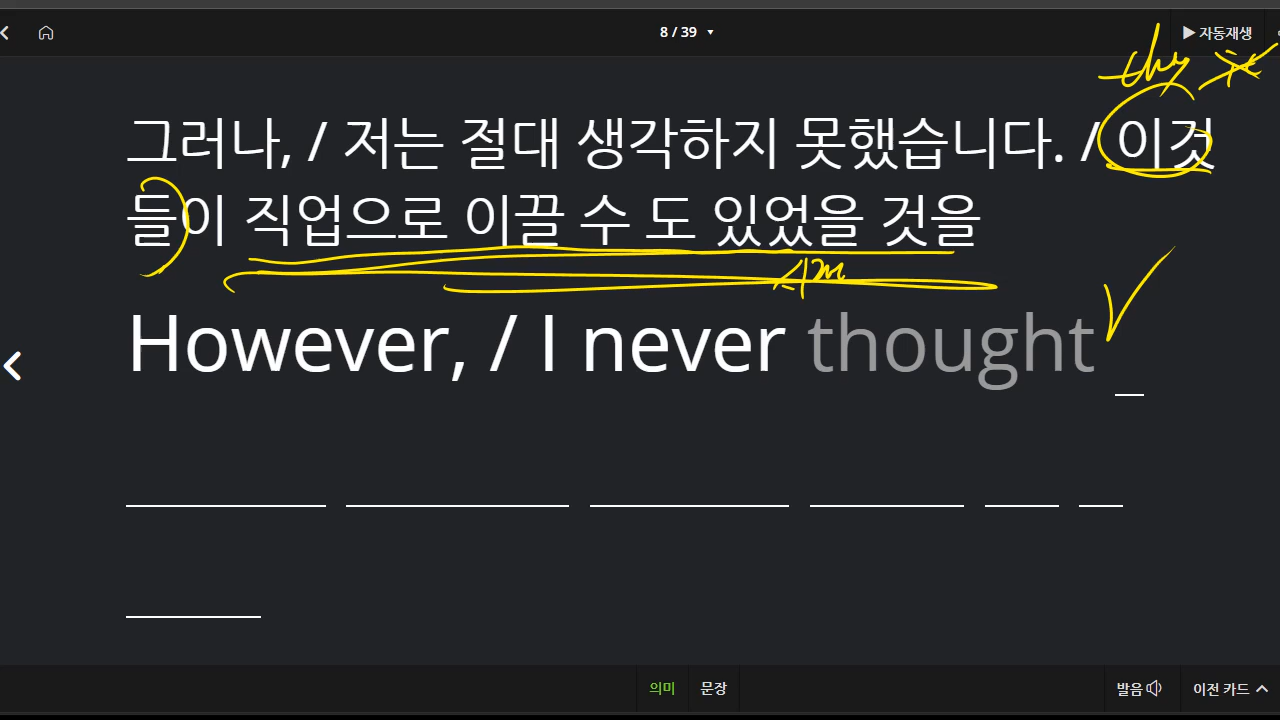 8 / 39
자동재생
그러나, / 저는 절대 생각하지 못했습니다. / 이것
들이 직업으로 이끌 수 도 있었을 것을
However, / I never thought
의미
문장
발음
이전 카드